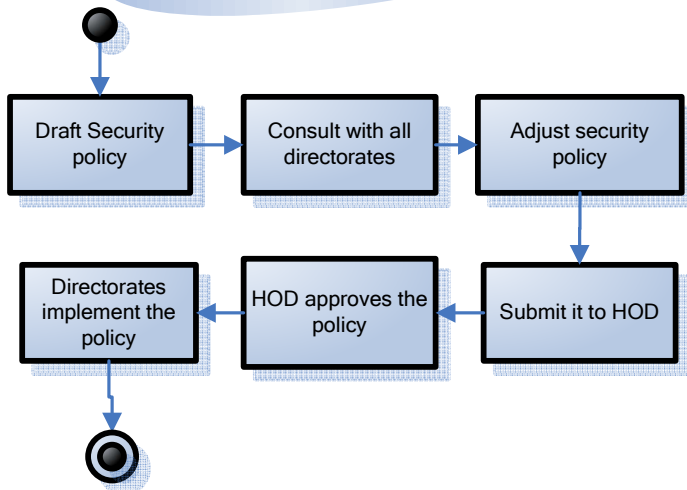 Draft Security
policy
Consult with all
directorates
Adjust security
policy
Directorates
implement the
policy
HOD approves the
policy
Submit it to HOD